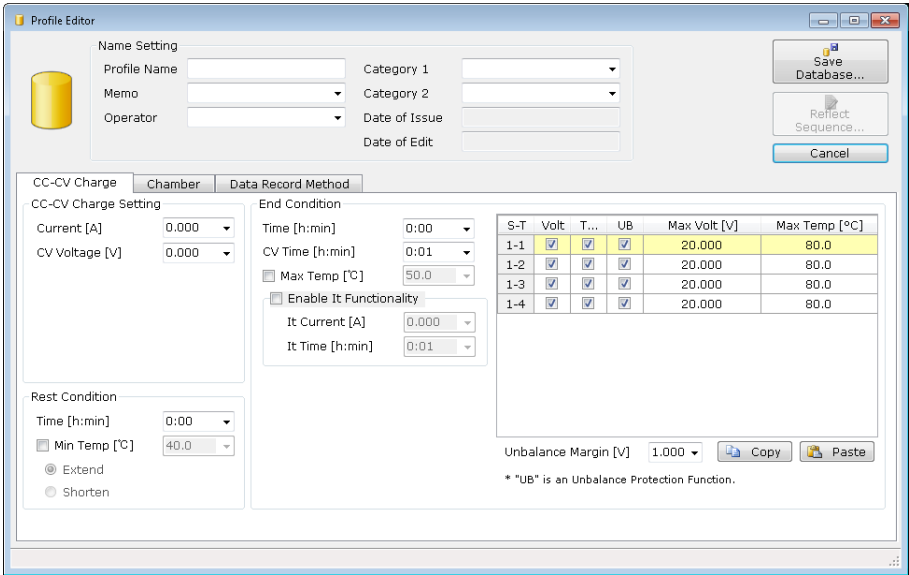 Profile Editor
Name Setting
Profile Name
Category 1
Memo
Category 2
Operator
Date of Issue
Date of Edit
Save
Database...
Reflect
Sequence...
Cancel
CC-CV Charge
Chamber
Data Record Method
CC-CV Charge Setting
Current [A] 0.000
CV Voltage [V] 0.000
Rest Condition
Time [h:min] 0:00
Min Temp [℃] 40.0
Extend
Shorten
End Condition
Time [h:min] 0:00
CV Time [h:min] 0:01
Max Temp [℃] 50.0
Enable It Functionality
It Current [A] 0.000
It Time [h:min] 0:01
S-T Volt T... UB Max Volt [V] Max Temp [ºC]
1-1 20.000 80.0
1-2 20.000 80.0
1-3 20.000 80.0
1-4 20.000 80.0
Unbalance Margin [V] 1.000 Copy Paste
* "UB" is an Unbalance Protection Function.